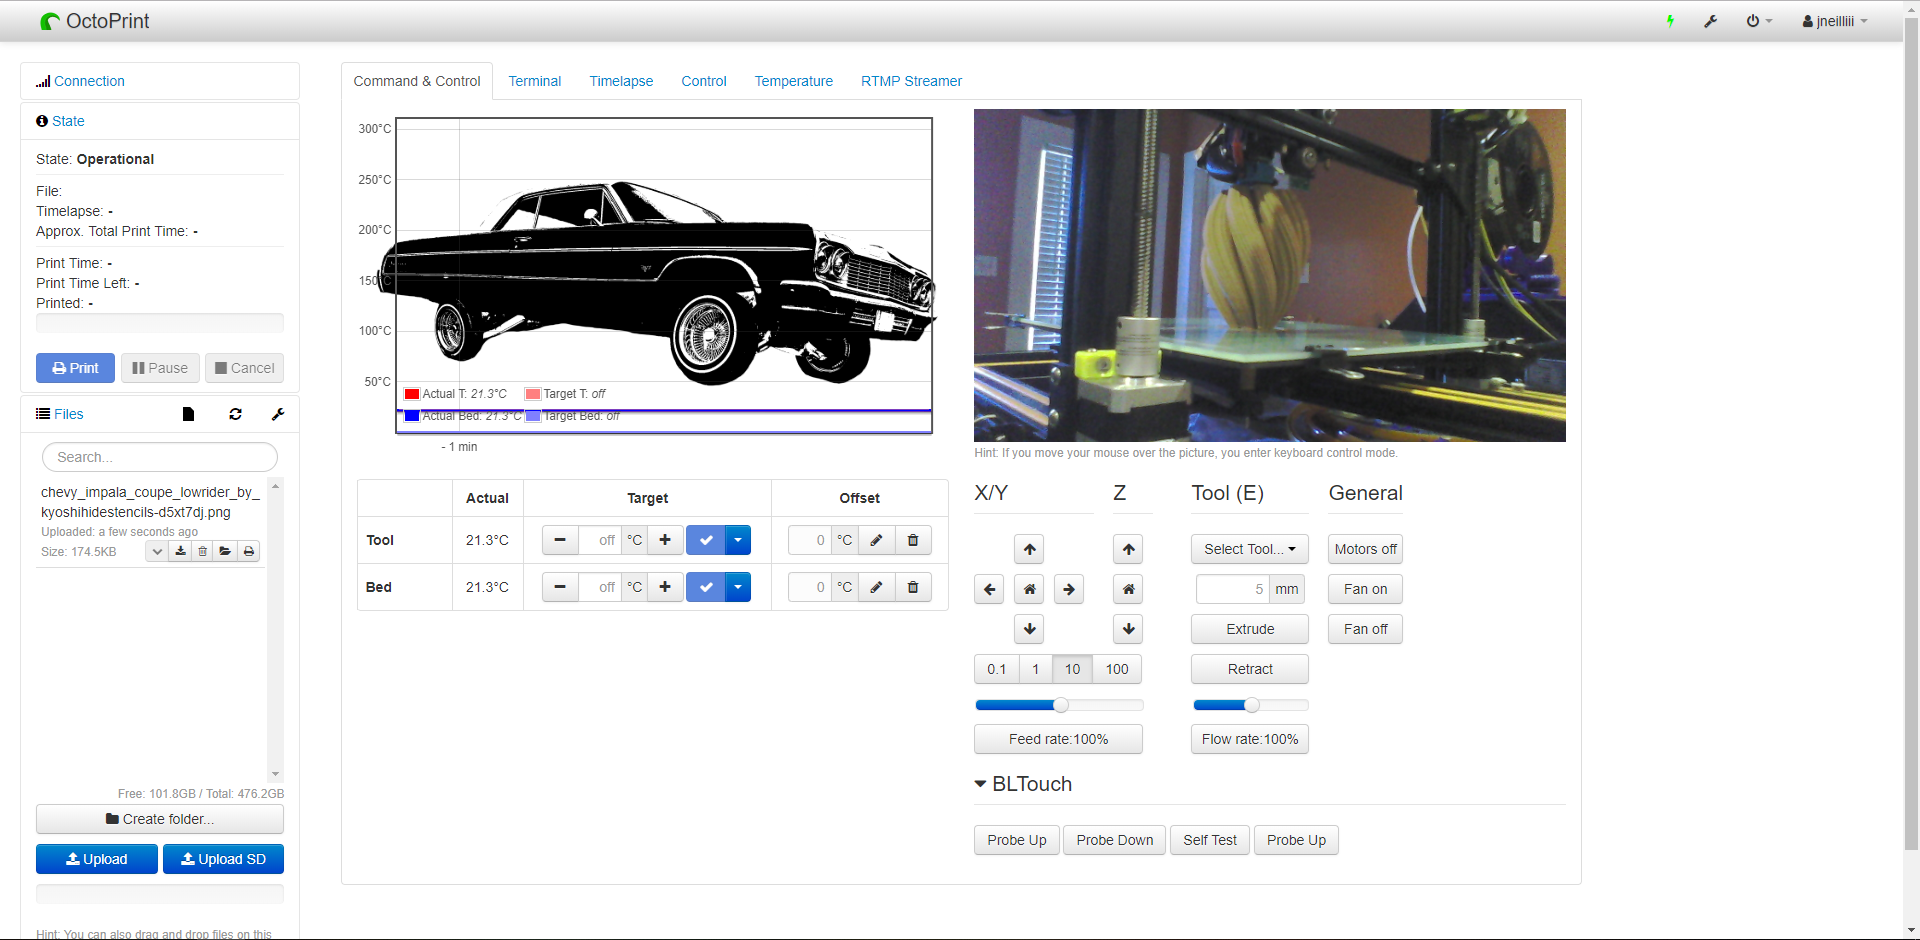 OctoPrint
jneilliii
Connection
State
State: Operational
File:
Timelapse: -
Approx. Total Print Time: -
Print Time: -
Print Time Left: -
Printed: -
Print
Pause
Cancel
Files
Search...
chevy_impala_coupe_lowrider_by_
kyoshihidestencils-d5xt7dj.png
Uploaded: a few seconds ago
Size: 174.5KB
Free: 101.8GB / Total: 476.2GB
Create folder...
Upload
Upload SD
Hint: You can also drag and drop files on this
Command & Control
Terminal
Timelapse
Control
Temperature
RTMP Streamer
300°C
250°C
200°C
150°C
100°C
50°C
Actual T: 21.3°C
Target T: off
Actual Bed: 21.3°C
Target Bed: off
- 1 min
Actual
Target
Offset
Tool
21.3°C
off
°C
0
°C
Bed
21.3°C
off
°C
0
°C
Hint: If you move your mouse over the picture, you enter keyboard control mode.
X/Y
Z
Tool (E)
General
Select Tool...
Motors off
5
mm
Fan on
Extrude
Fan off
0.1
1
10
100
Retract
Feed rate:100%
Flow rate:100%
BLTouch
Probe Up
Probe Down
Self Test
Probe Up